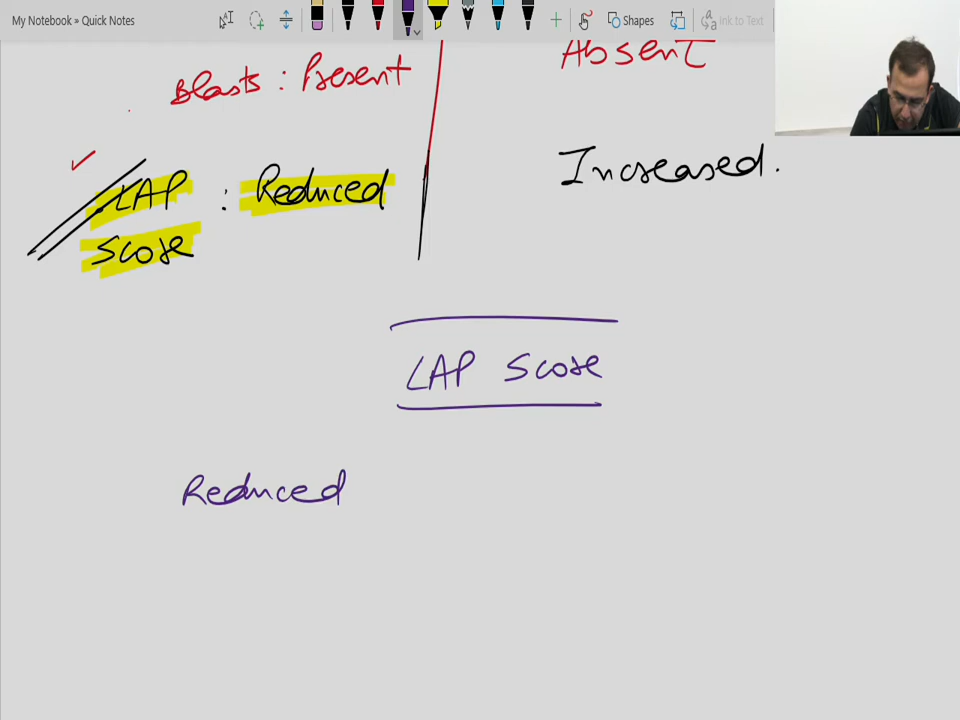 My Notebook » Quick Notes
Shapes
Ink to Text
Blasts : Present
Absent
LAP : Reduced
Score
Increased.
LAP Score
Reduced